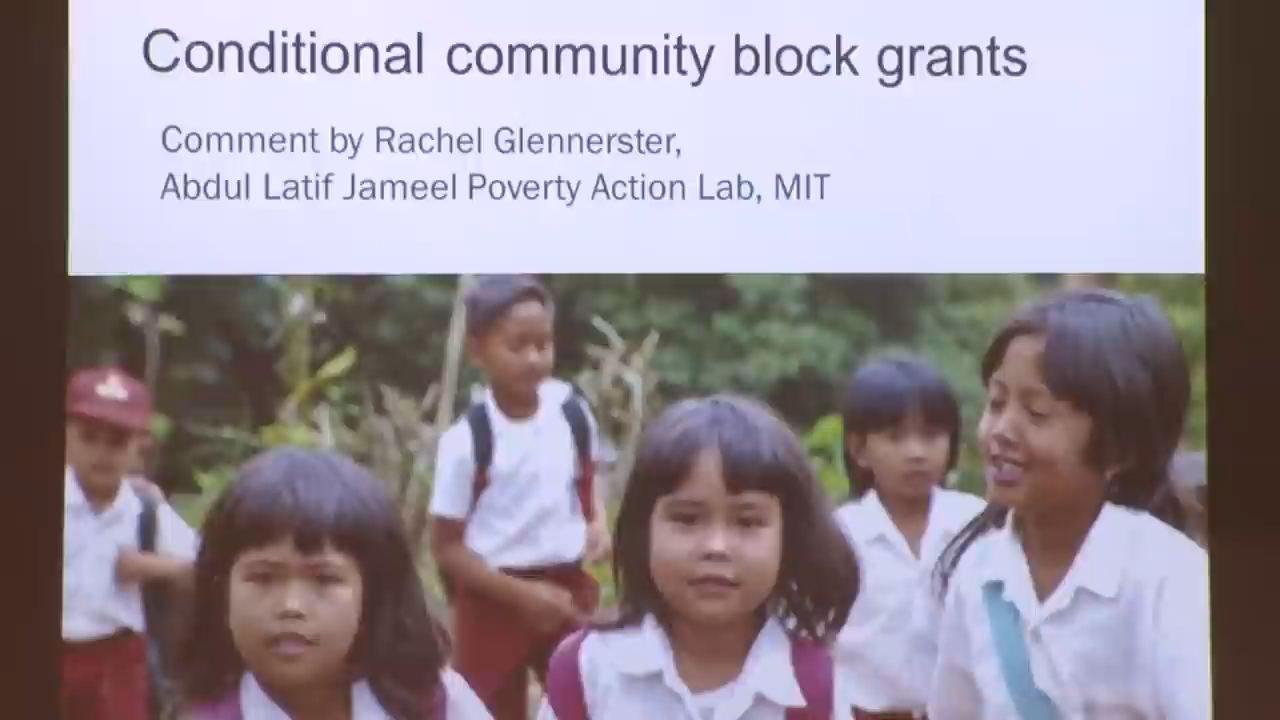 Conditional community block grants
Comment by Rachel Glennerster,
Abdul Latif Jameel Poverty Action Lab, MIT